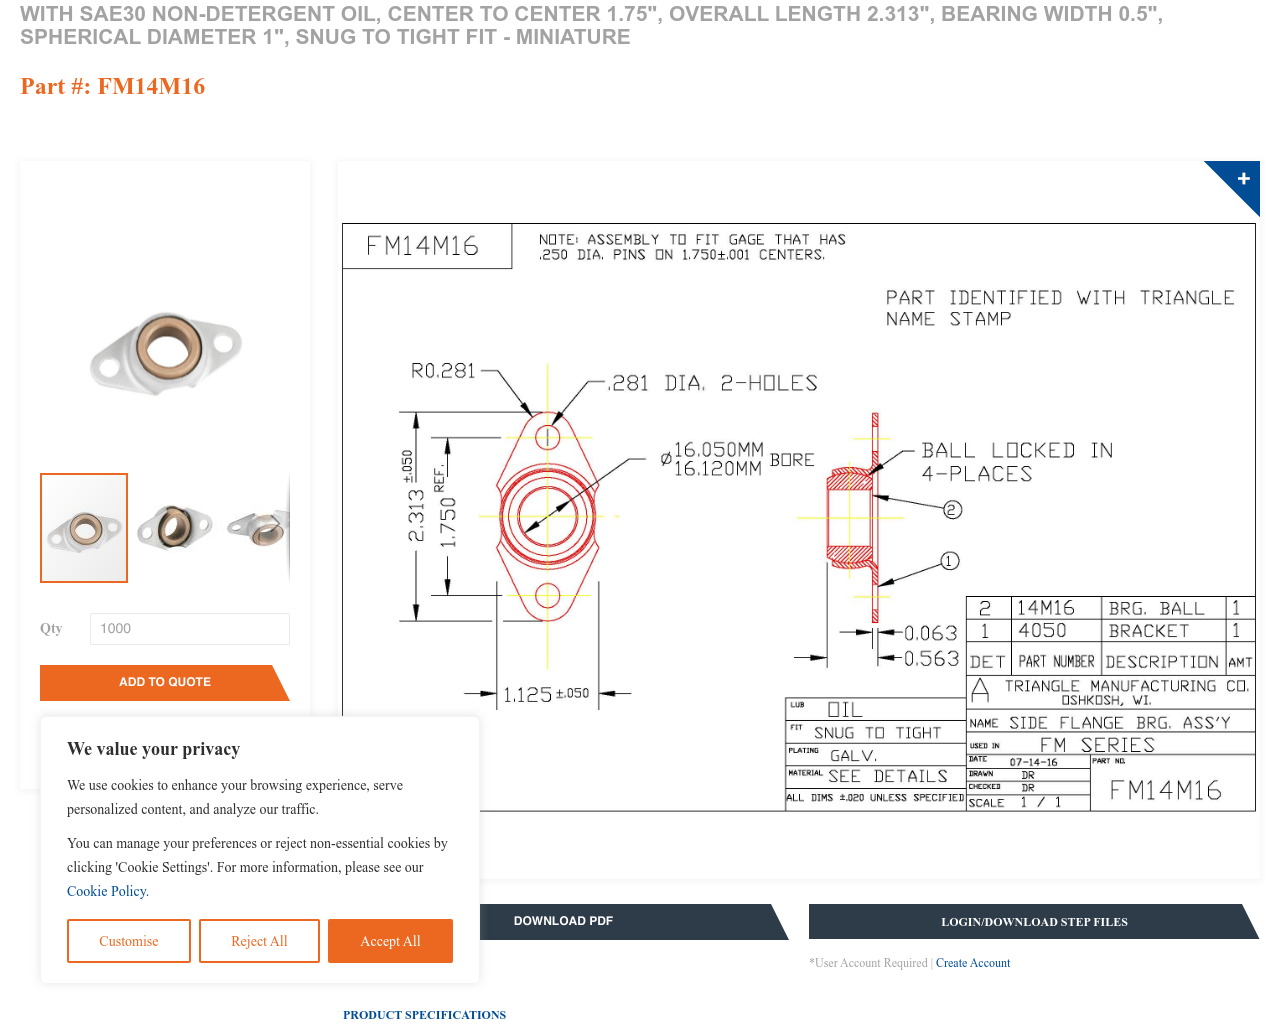 WITH SAE30 NON-DETERGENT OIL, CENTER TO CENTER 1.75", OVERALL LENGTH 2.313", BEARING WIDTH 0.5",
SPHERICAL DIAMETER 1", SNUG TO TIGHT FIT - MINIATURE
Part #: FM14M16
+
FM14M16
NOTE: ASSEMBLY TO FIT GAGE THAT HAS
.250 DIA. PINS ON 1.750±.001 CENTERS.
PART IDENTIFIED WITH TRIANGLE
NAME STAMP
R0.281
.281 DIA. 2-HOLES
ø16.050MM
16.120MM BORE
BALL LOCKED IN
4-PLACES
2.313 ±.050
1.750 REF.
2
1
0.063
0.563
1.125 ±.050
2 14M16 BRG. BALL 1
1 4050 BRACKET 1
DET PART NUMBER DESCRIPTION AMT
A TRIANGLE MANUFACTURING CO.
OSHKOSH, WI.
NAME SIDE FLANGE BRG. ASS'Y
USED IN FM SERIES
DATE 07-14-16
DRAWN DR
CHECKED DR
SCALE 1 / 1
PART NO.
FM14M16
LUB OIL
FIT SNUG TO TIGHT
PLATING GALV.
MATERIAL SEE DETAILS
ALL DIMS ±.020 UNLESS SPECIFIED
Qty 1000
ADD TO QUOTE
We value your privacy
We use cookies to enhance your browsing experience, serve
personalized content, and analyze our traffic.
You can manage your preferences or reject non-essential cookies by
clicking 'Cookie Settings'. For more information, please see our
Cookie Policy.
Customise
Reject All
Accept All
DOWNLOAD PDF
LOGIN/DOWNLOAD STEP FILES
*User Account Required | Create Account
PRODUCT SPECIFICATIONS